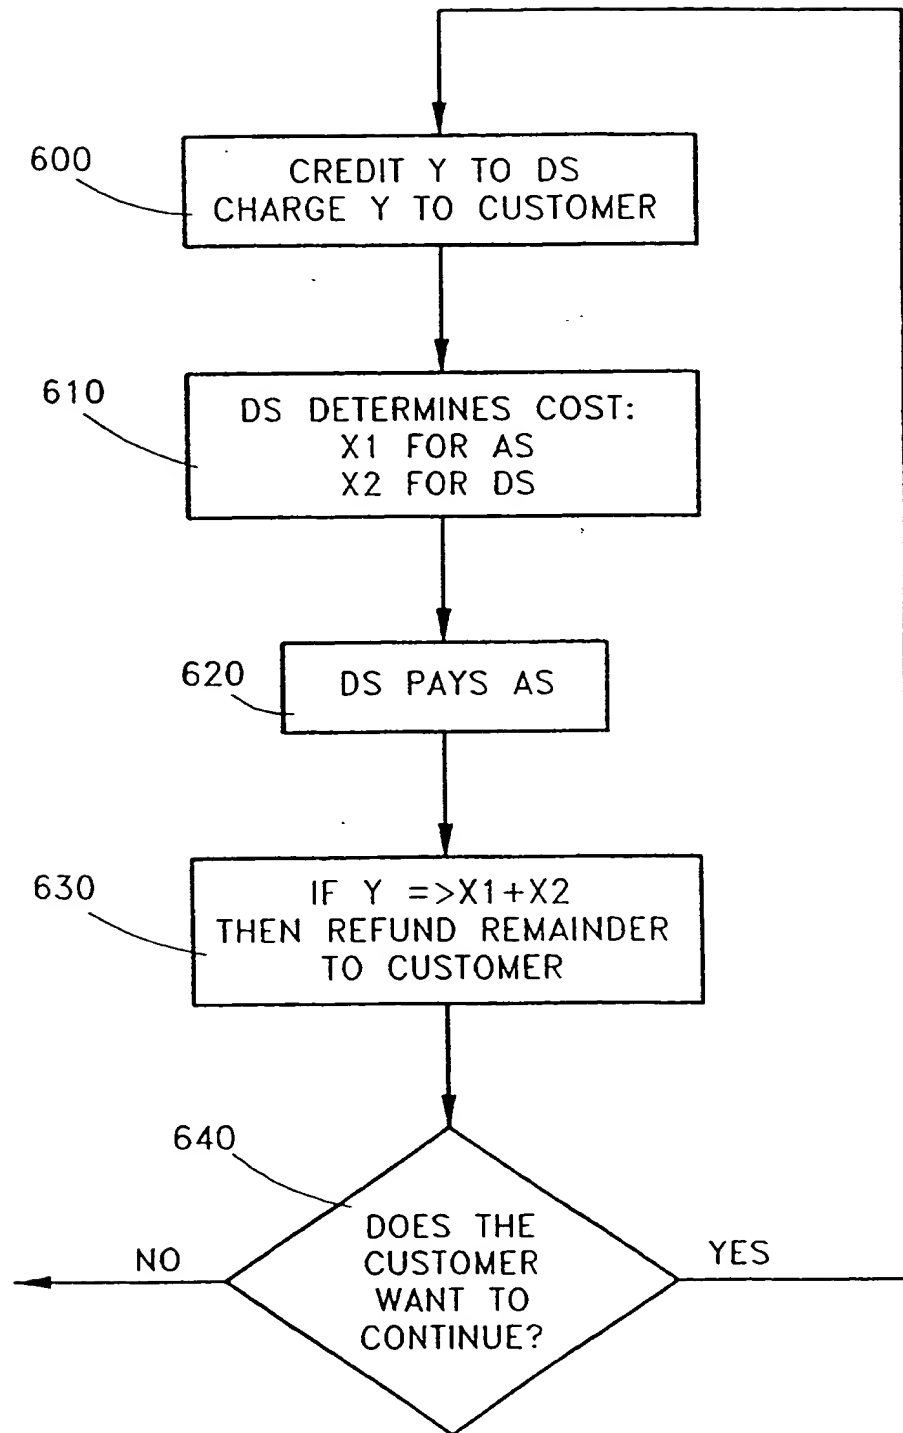 600
CREDIT Y TO DS
CHARGE Y TO CUSTOMER
610
DS DETERMINES COST:
X1 FOR AS
X2 FOR DS
620
DS PAYS AS
630
IF Y =>X1+X2
THEN REFUND REMAINDER
TO CUSTOMER
640
DOES THE
CUSTOMER
WANT TO
CONTINUE?
NO
YES